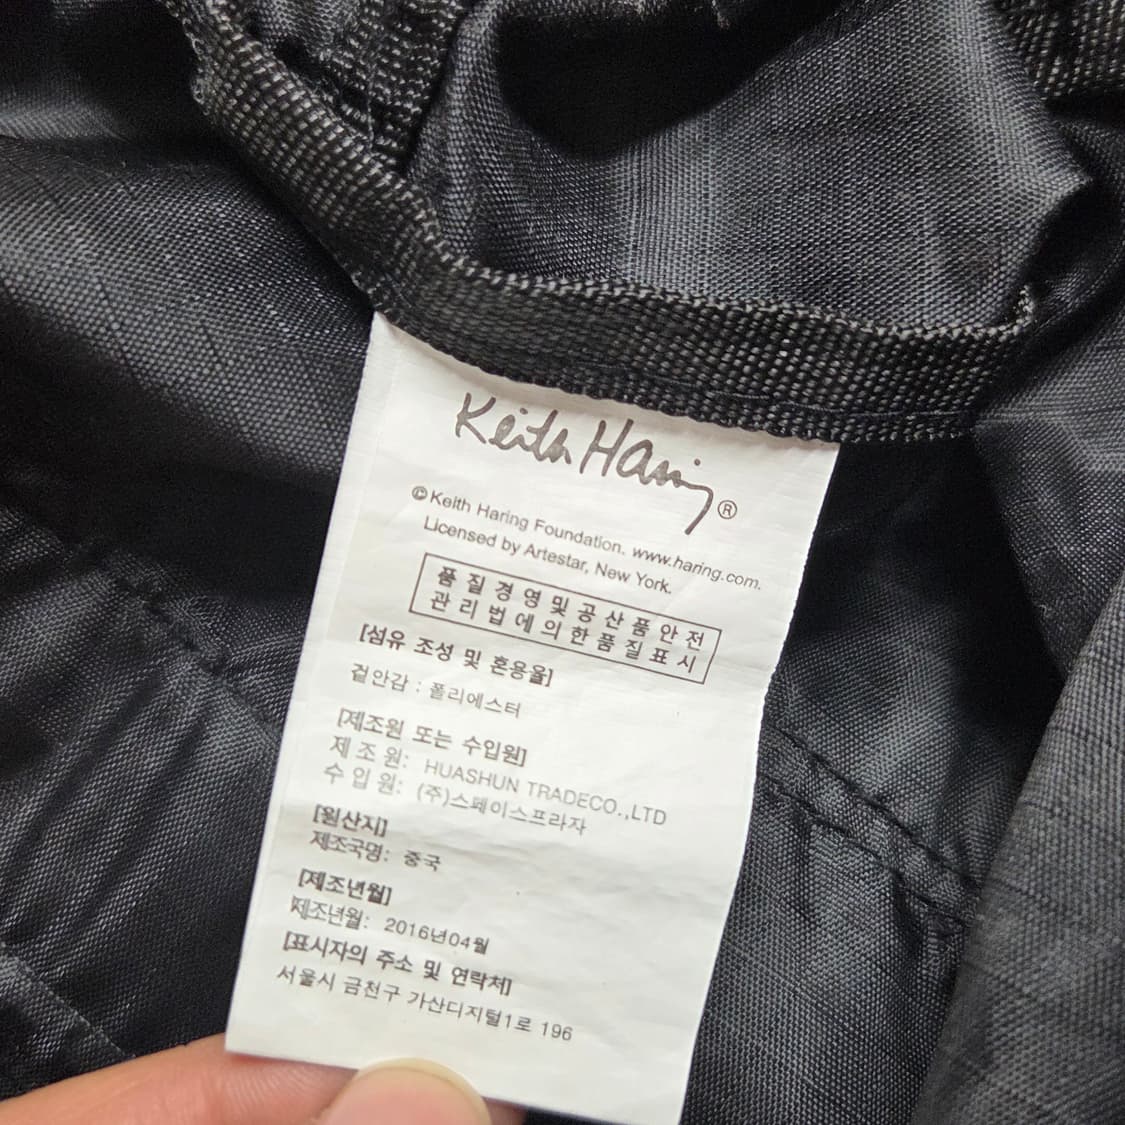 Keith Haring ®
©Keith Haring Foundation. www.haring.com.
Licensed by Artestar, New York.
품질경영및공산품안전
관리법에의한품질표시
[섬유 조성 및 혼용율]
겉안감 : 폴리에스터
[제조원 또는 수입원]
제조원: HUASHUN TRADECO.,LTD
수입원: (주)스페이스프라자
[원산지]
제조국명: 중국
[제조년월]
제조년월: 2016년04월
[표시자의 주소 및 연락처]
서울시 금천구 가산디지털1로 196